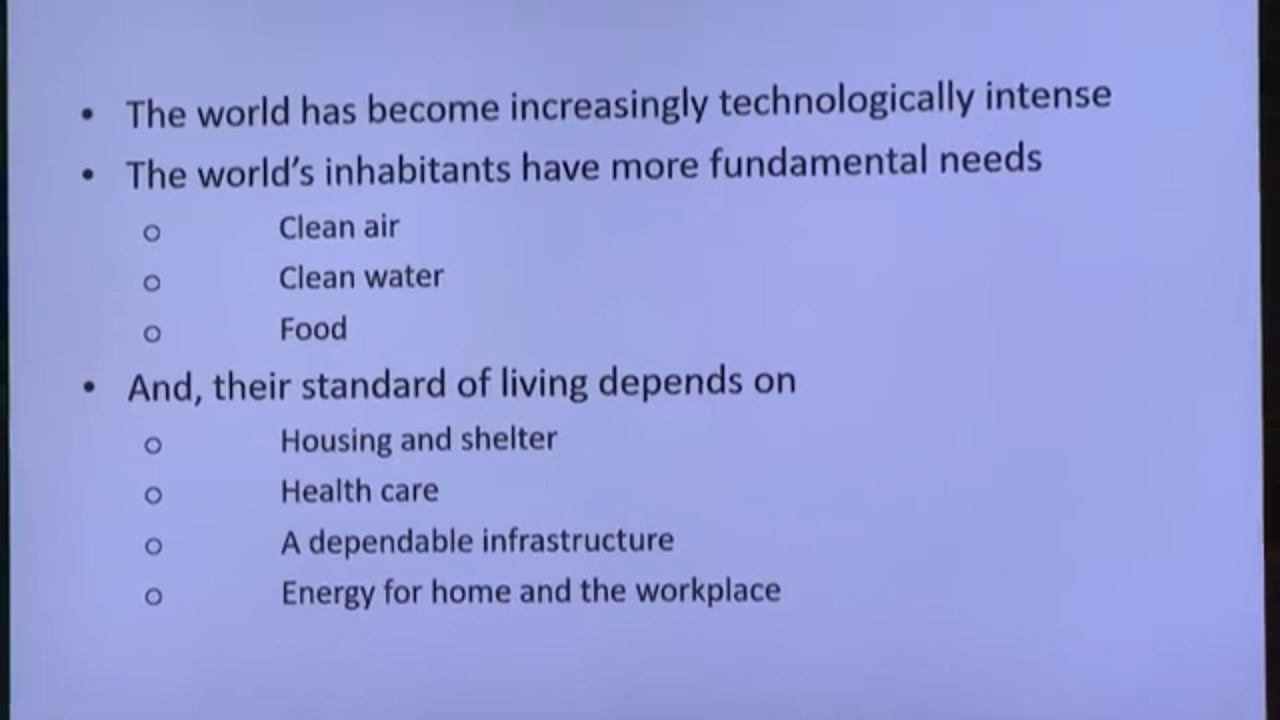 • The world has become increasingly technologically intense
• The world's inhabitants have more fundamental needs
o Clean air
o Clean water
o Food
• And, their standard of living depends on
o Housing and shelter
o Health care
o A dependable infrastructure
o Energy for home and the workplace